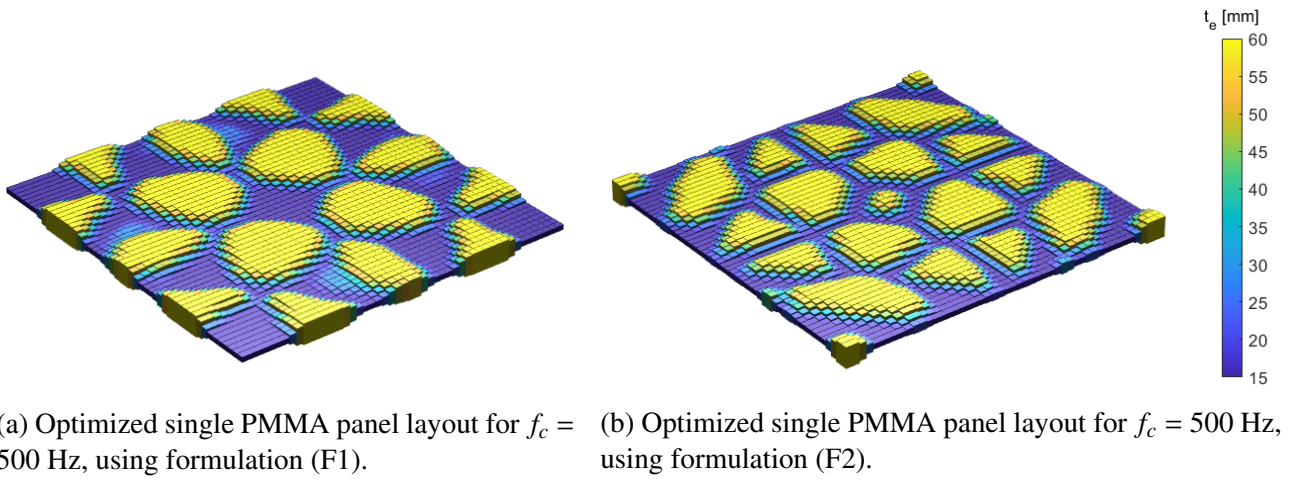 t_e [mm]
60
55
50
45
40
35
30
25
20
15
(a) Optimized single PMMA panel layout for f_c =
500 Hz, using formulation (F1).
(b) Optimized single PMMA panel layout for f_c = 500 Hz,
using formulation (F2).